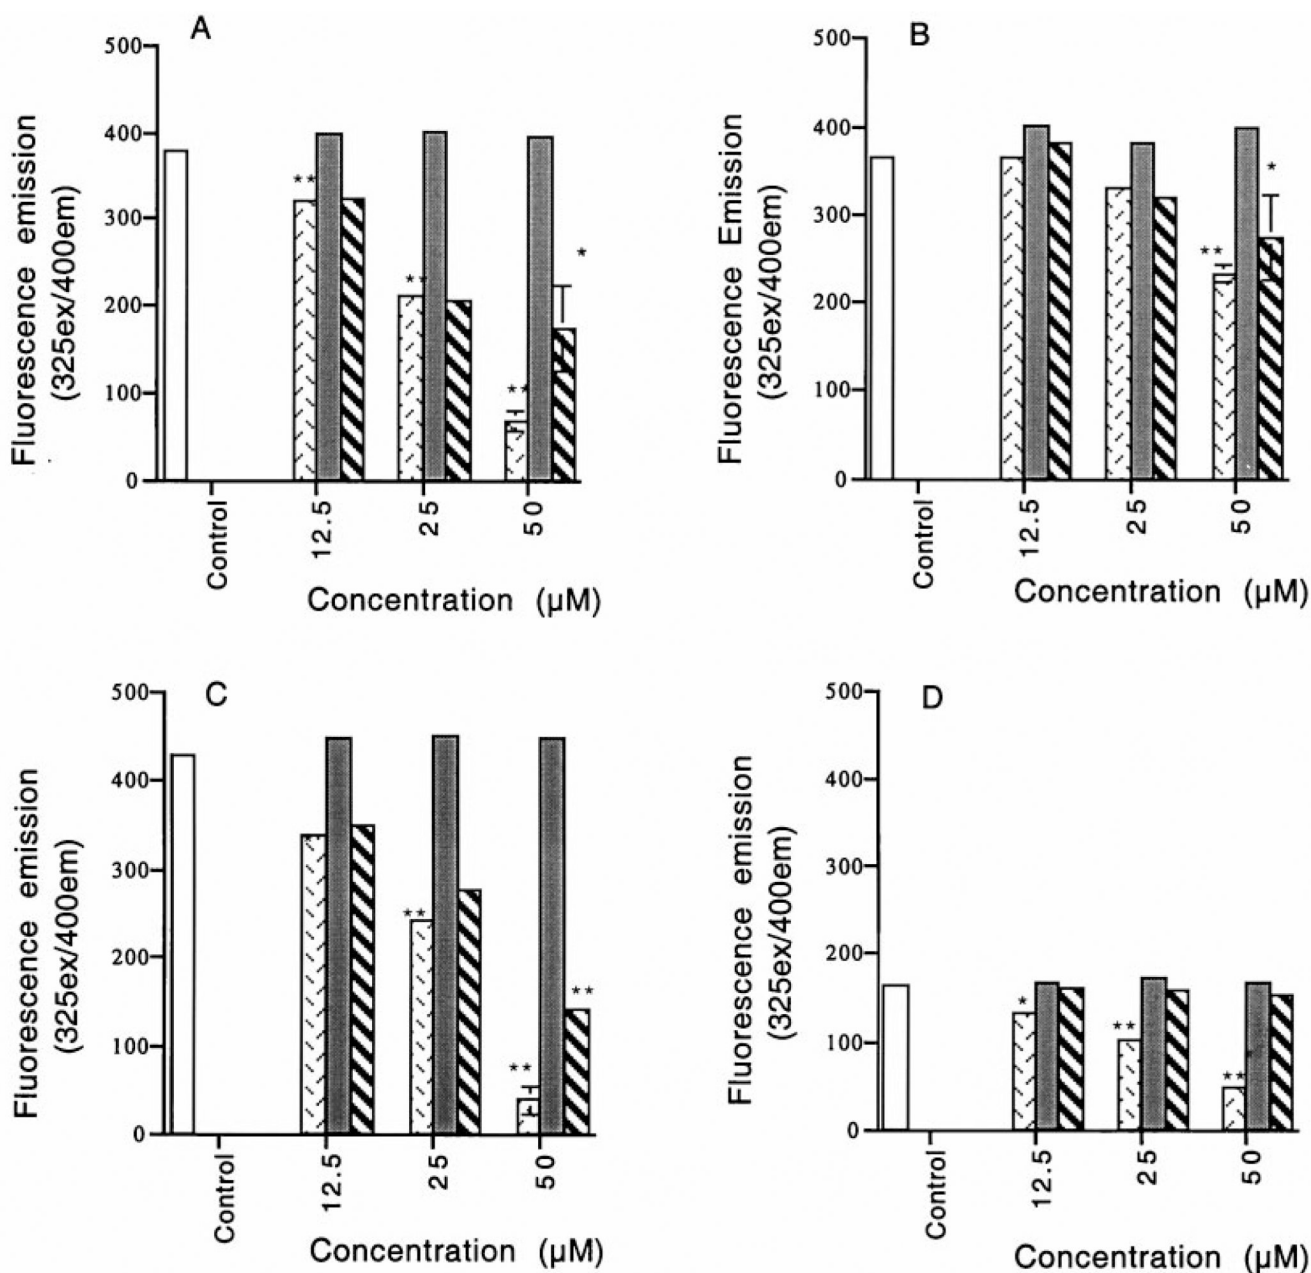 A
Fluorescence emission
(325ex/400em)
500
400
300
200
100
0
**
**
**
*
Control
12.5
25
50
Concentration (µM)
B
Fluorescence Emission
(325ex/400em)
500
400
300
200
100
0
**
*
Control
12.5
25
50
Concentration (µM)
C
Fluorescence emission
(325ex/400em)
500
400
300
200
100
0
**
**
**
Control
12.5
25
50
Concentration (µM)
D
Fluorescence emission
(325ex/400em)
500
400
300
200
100
0
*
**
**
Control
12.5
25
50
Concentration (µM)